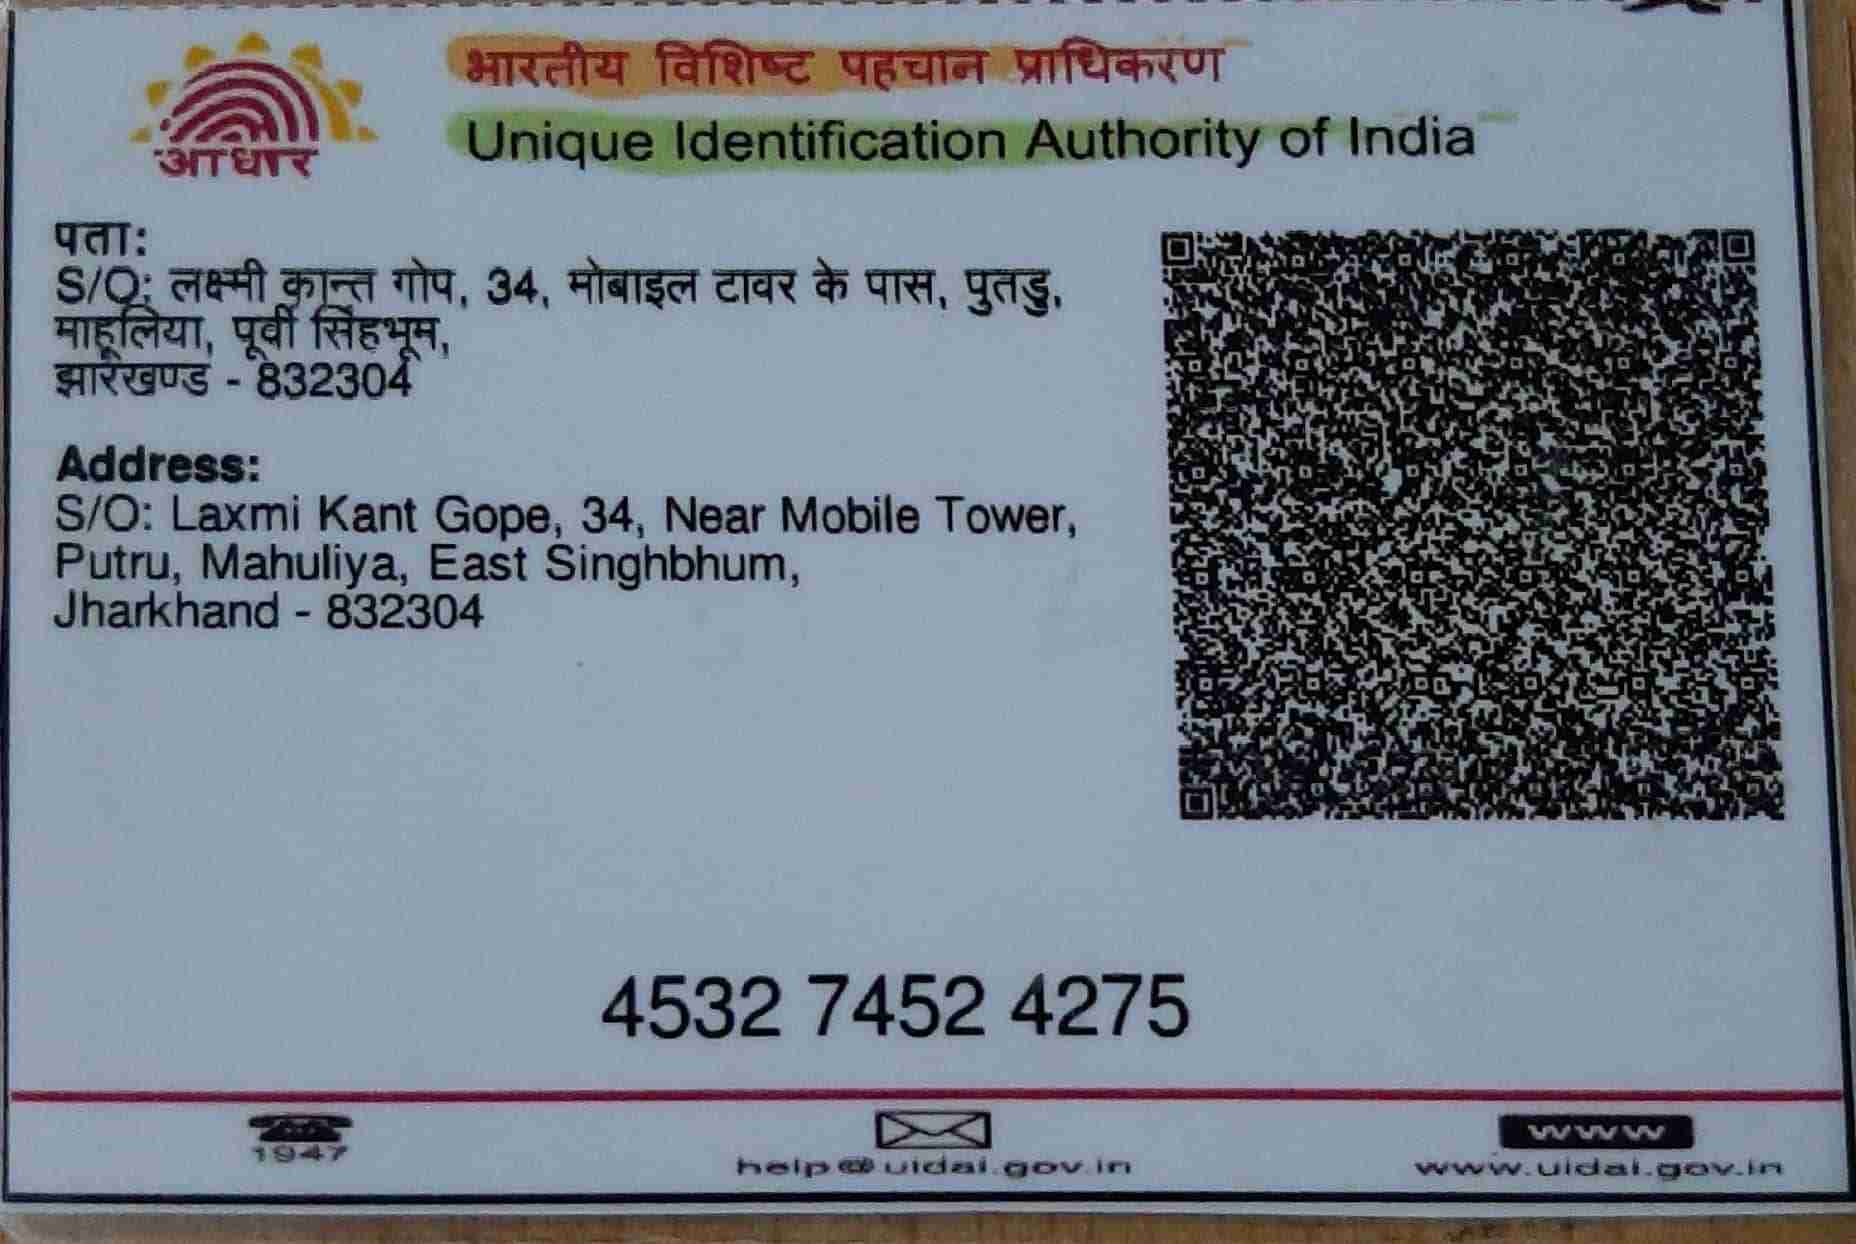 भारतीय विशिष्ट पहचान प्राधिकरण
Unique Identification Authority of India
आधार
पता:
S/O: लक्ष्मी कान्त गोप, 34, मोबाइल टावर के पास, पुतडु,
माहूलिया, पूर्वी सिंहभूम,
झारखण्ड - 832304
Address:
S/O: Laxmi Kant Gope, 34, Near Mobile Tower,
Putru, Mahuliya, East Singhbhum,
Jharkhand - 832304
4532 7452 4275
1947
help@uidai.gov.in
www
www.uidai.gov.in